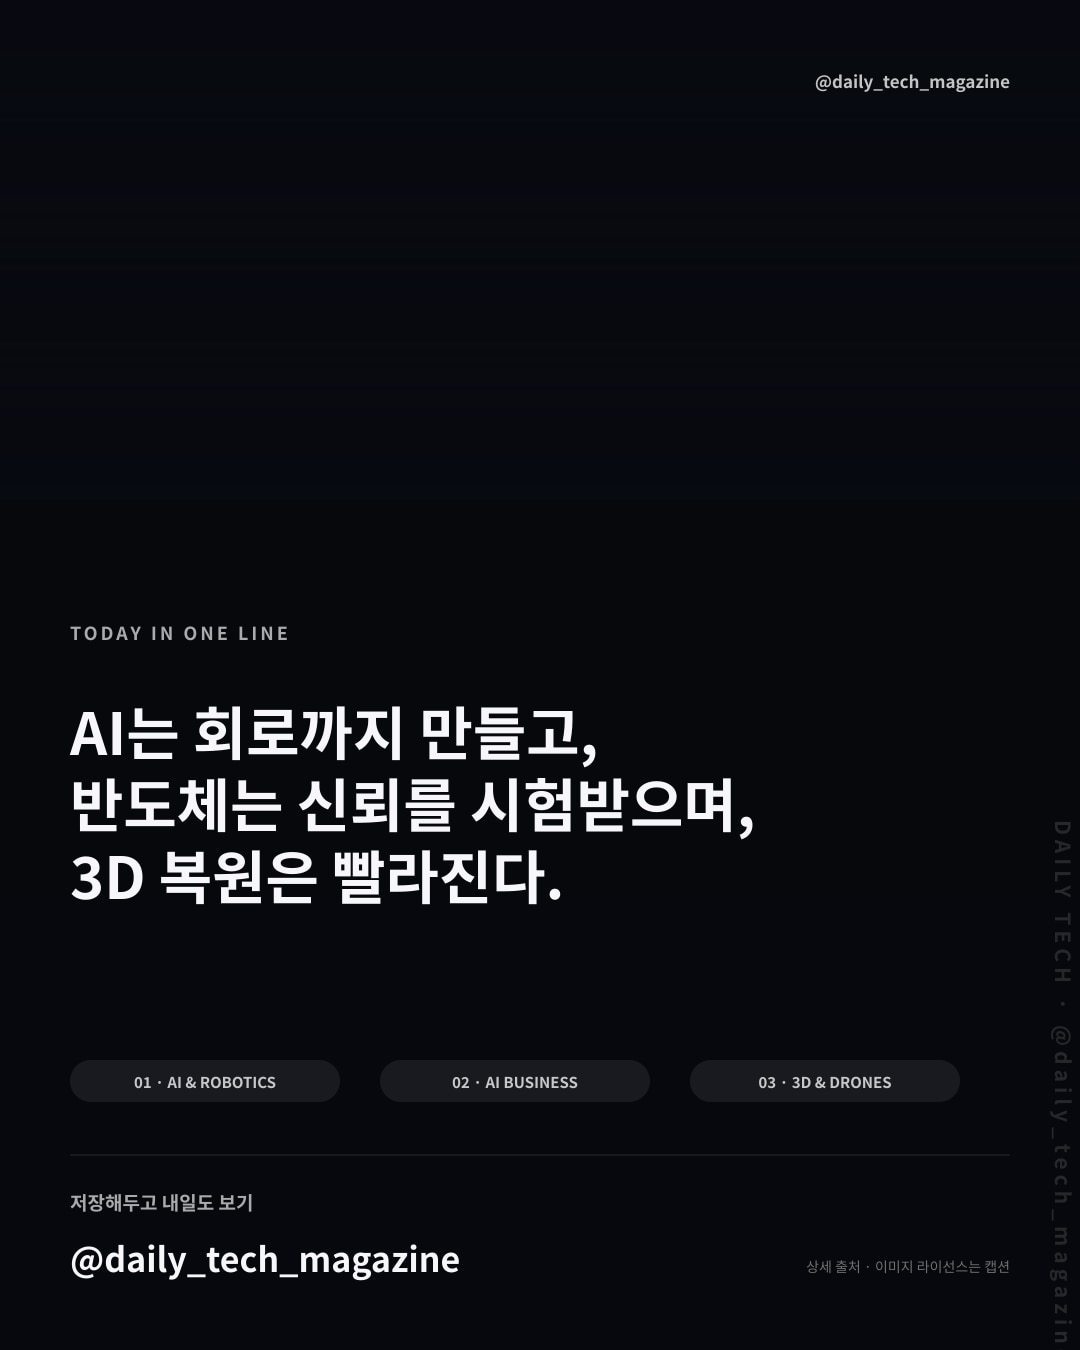 @daily_tech_magazine
TODAY IN ONE LINE
AI는 회로까지 만들고,
반도체는 신뢰를 시험받으며,
3D 복원은 빨라진다.
01 · AI & ROBOTICS
02 · AI BUSINESS
03 · 3D & DRONES
저장해두고 내일도 보기
@daily_tech_magazine
상세 출처 · 이미지 라이선스는 캡션
DAILY TECH · @daily_tech_magazin